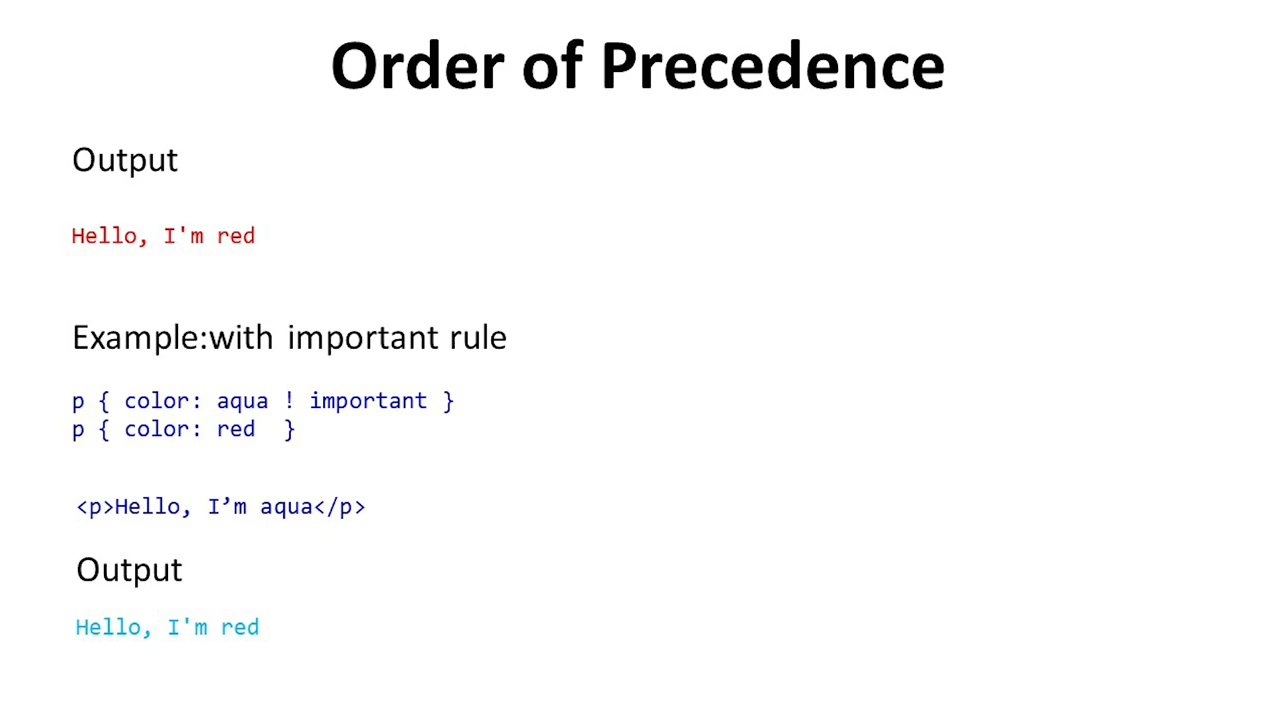 Order of Precedence
Output
Hello, I'm red
Example:with important rule
p { color: aqua ! important }
p { color: red  }
<p>Hello, I’m aqua</p>
Output
Hello, I'm red